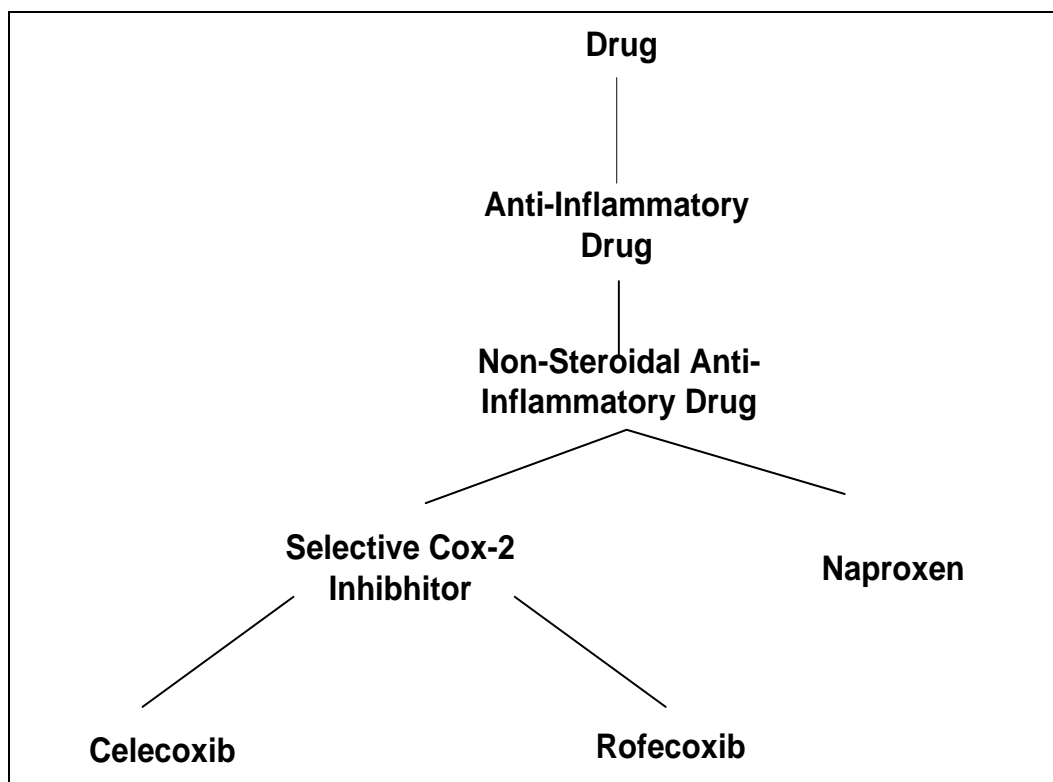 Drug
Anti-Inflammatory
Drug
Non-Steroidal Anti-
Inflammatory Drug
Selective Cox-2
Inhibhitor
Naproxen
Celecoxib
Rofecoxib